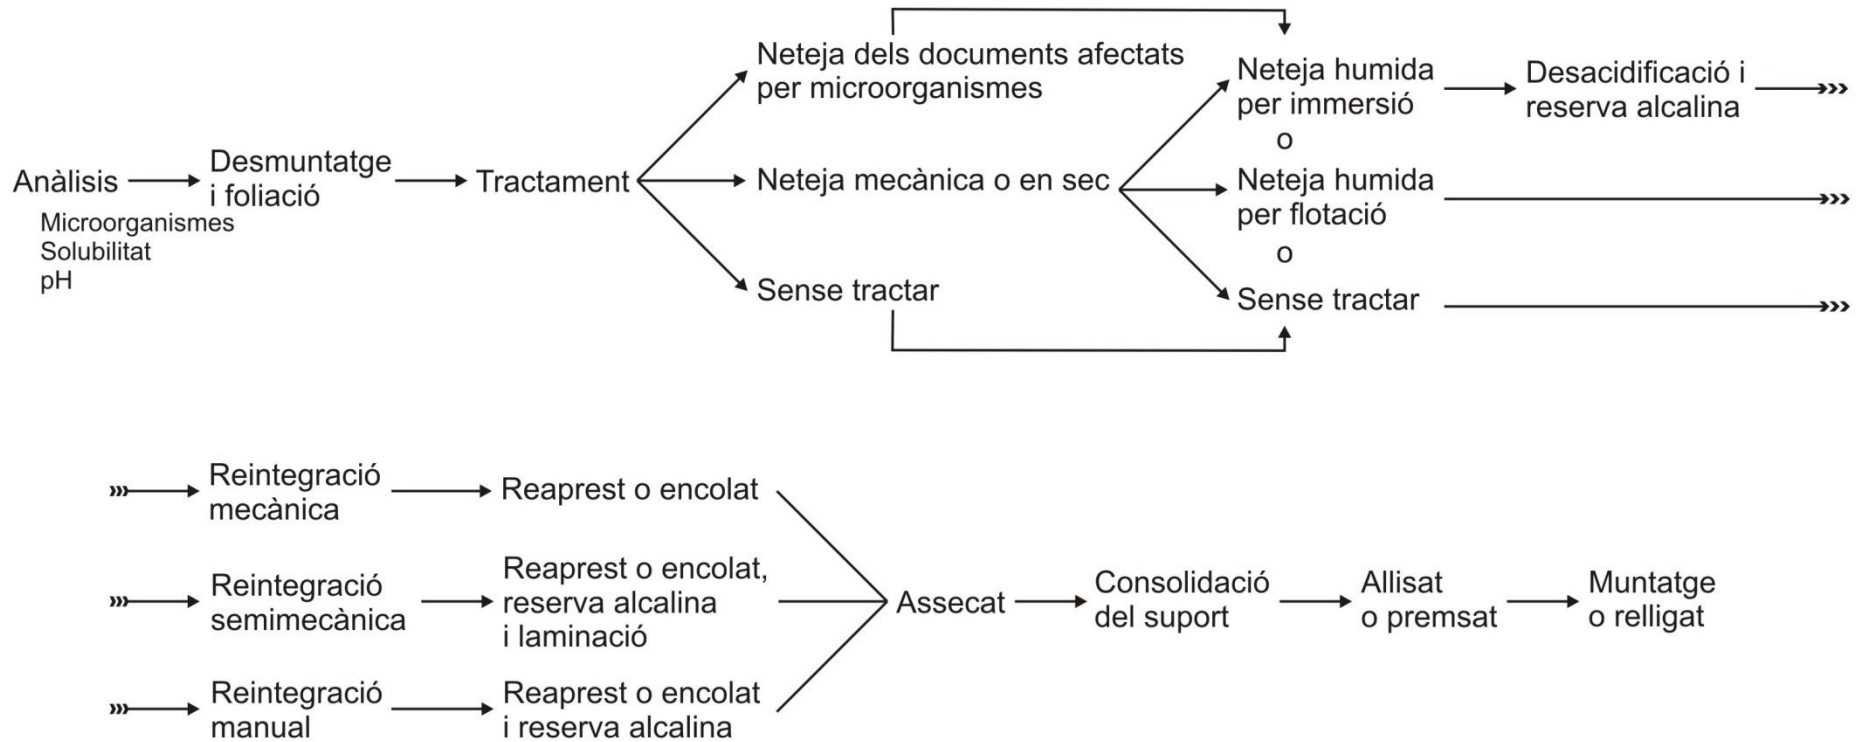 Anàlisis
Microorganismes
Solubilitat
pH
Desmuntatge
i foliació
Tractament
Neteja dels documents afectats
per microorganismes
Neteja mecànica o en sec
Sense tractar
Neteja humida
per immersió
o
Neteja humida
per flotació
o
Sense tractar
Desacidificació i
reserva alcalina
Reintegració
mecànica
Reaprest o encolat
Reintegració
semimecànica
Reaprest o encolat,
reserva alcalina
i laminació
Reintegració
manual
Reaprest o encolat
i reserva alcalina
Assecat
Consolidació
del suport
Allisat
o premsat
Muntatge
o relligat